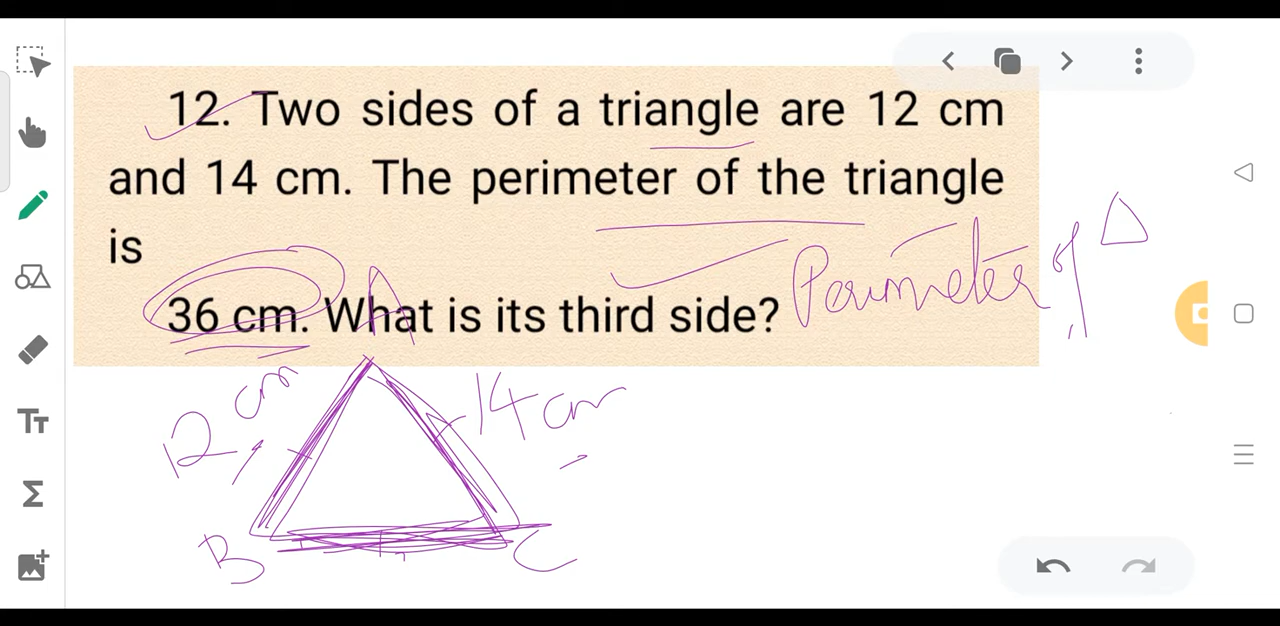 12. Two sides of a triangle are 12 cm
and 14 cm. The perimeter of the triangle
is
36 cm. What is its third side?
Perimeter of Δ
A
12 cm
14 cm
B
C
Tт
Σ